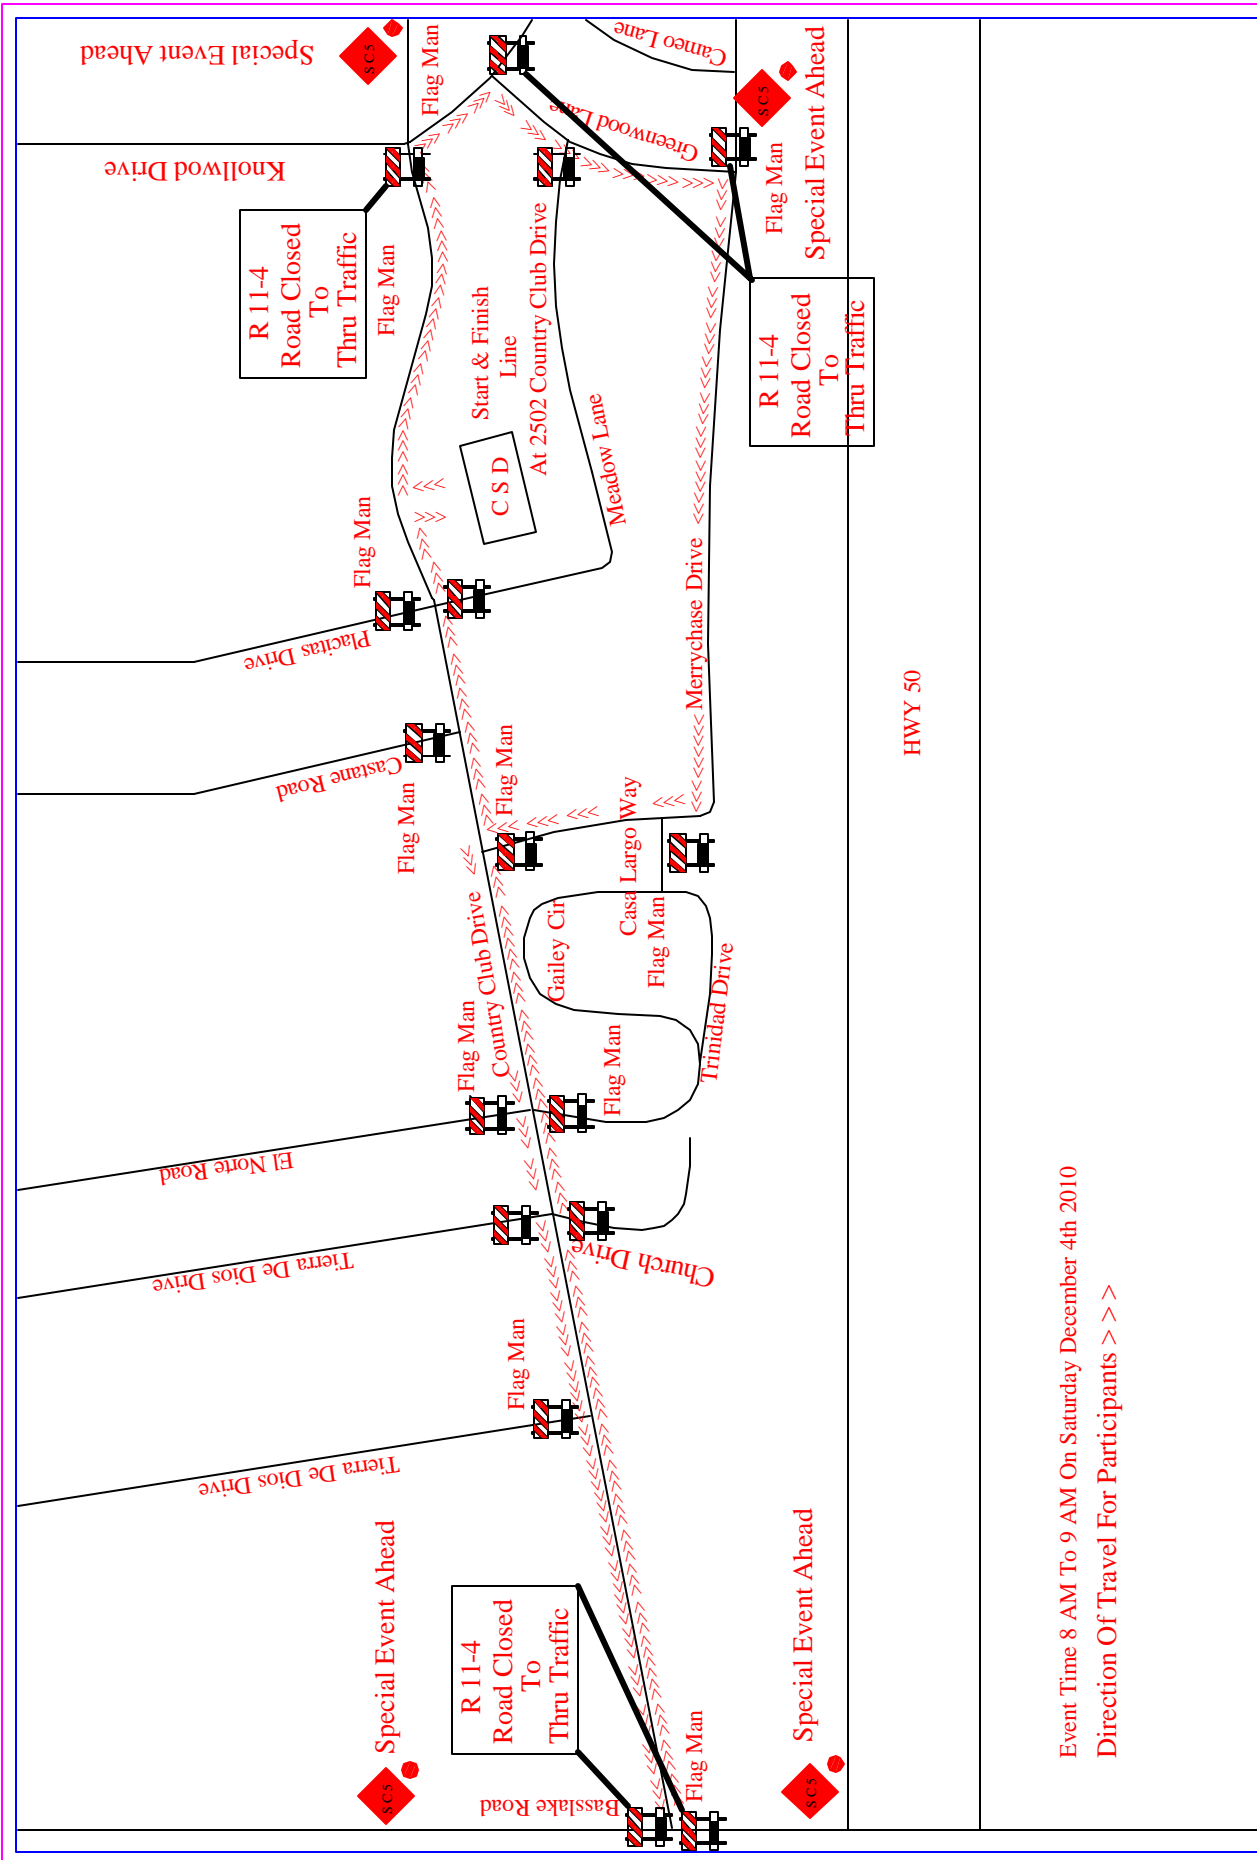 Special Event Ahead
SC5
Flag Man
Cameo Lane
Greenwood Lane
SC5
Special Event Ahead
Flag Man
Knollwod Drive
R 11-4
Road Closed
To
Thru Traffic
Flag Man
Start & Finish
Line
At 2502 Country Club Drive
C S D
Meadow Lane
R 11-4
Road Closed
To
Thru Traffic
Flag Man
Placitas Drive
Merrychase Drive
Castane Road
Flag Man
Flag Man
HWY 50
Casa Largo Way
Flag Man
Gailey Cir
Country Club Drive
Flag Man
Trinidad Drive
Flag Man
El Norte Road
Tierra De Dios Drive
Church Drive
Flag Man
Tierra De Dios Drive
Special Event Ahead
SC5
R 11-4
Road Closed
To
Thru Traffic
Basslake Road
Flag Man
Special Event Ahead
SC5
Event Time 8 AM To 9 AM On Saturday December 4th 2010
Direction Of Travel For Participants > > >